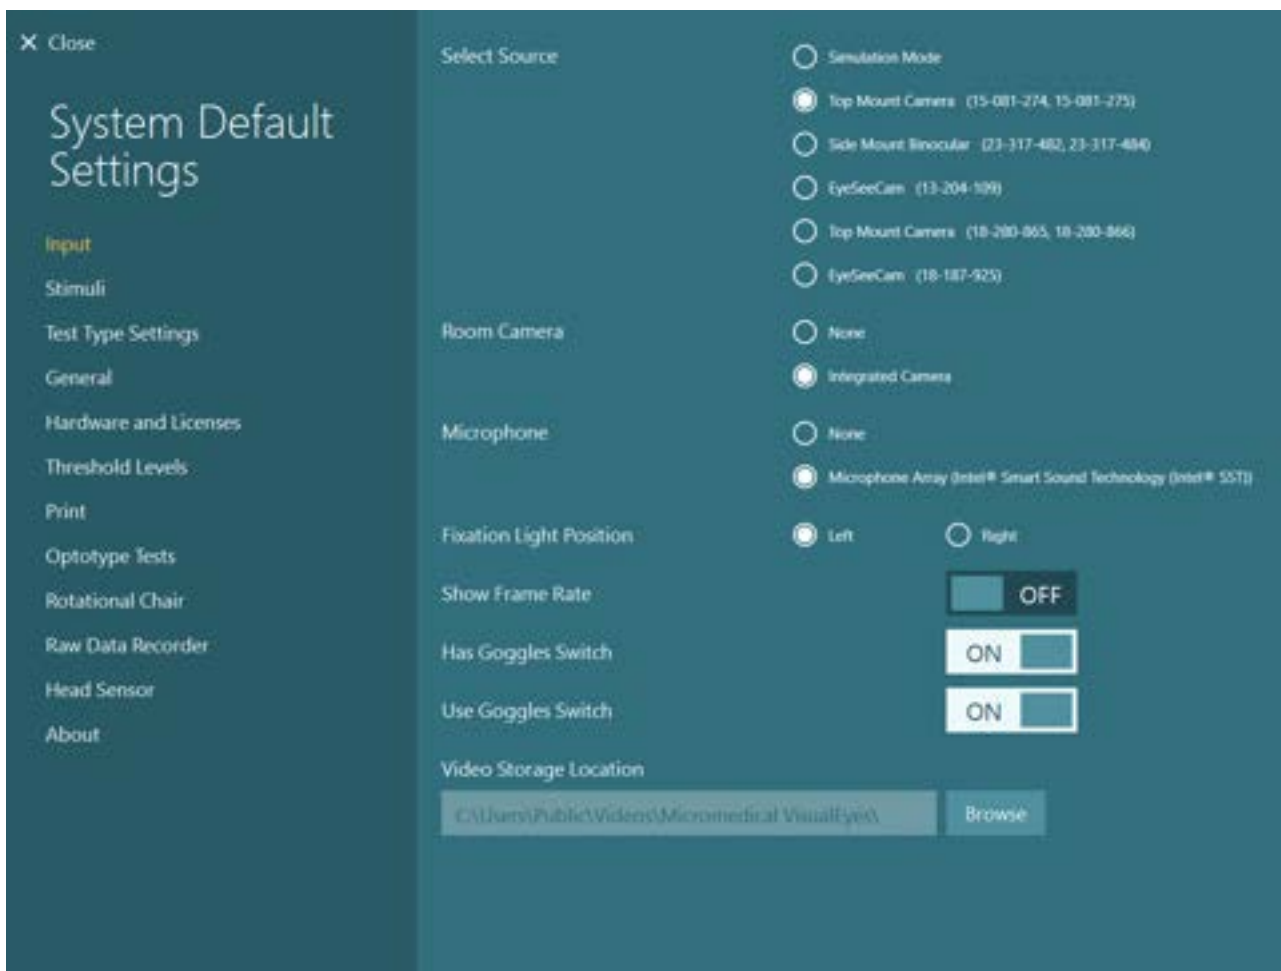 Close
System Default
Settings
Input
Stimuli
Test Type Settings
General
Hardware and Licenses
Threshold Levels
Print
Optotype Tests
Rotational Chair
Raw Data Recorder
Head Sensor
About
Select Source
Simulation Mode
Top Mount Camera (15-081-274, 15-081-275)
Side Mount Binocular (23-317-482, 23-317-484)
EyeSeeCam (13-204-109)
Top Mount Camera (18-280-865, 18-280-866)
EyeSeeCam (18-187-925)
Room Camera
None
Integrated Camera
Microphone
None
Microphone Array (Intel® Smart Sound Technology (Intel® SST))
Fixation Light Position
Left Right
Show Frame Rate
OFF
Has Goggles Switch
ON
Use Goggles Switch
ON
Video Storage Location
C:\Users\Public\Videos\Micromedical VisualEyes\
Browse